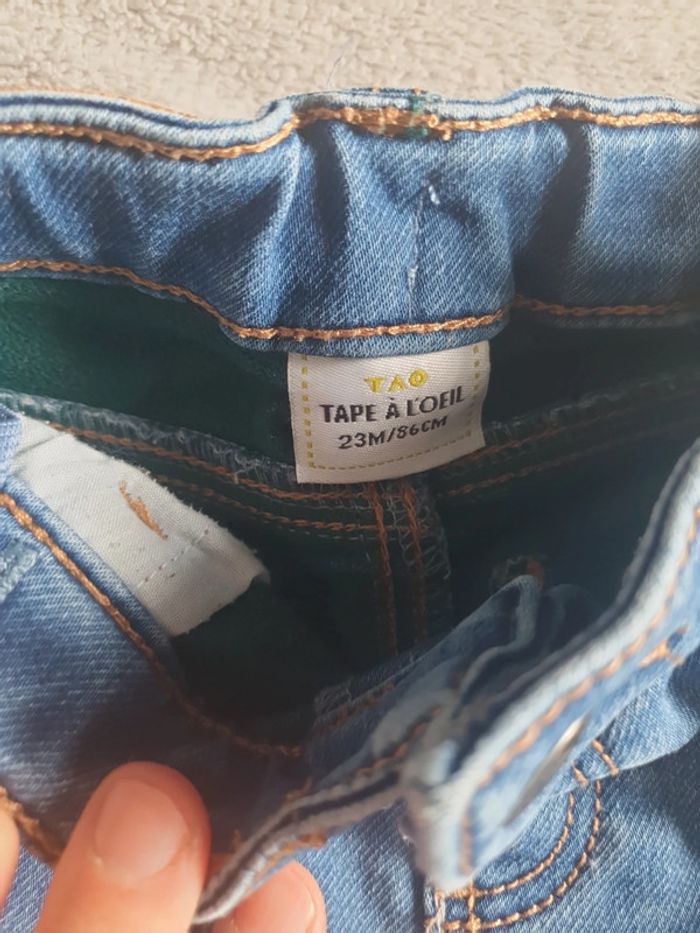 TAO
TAPE À L'OEIL
23M/86CM